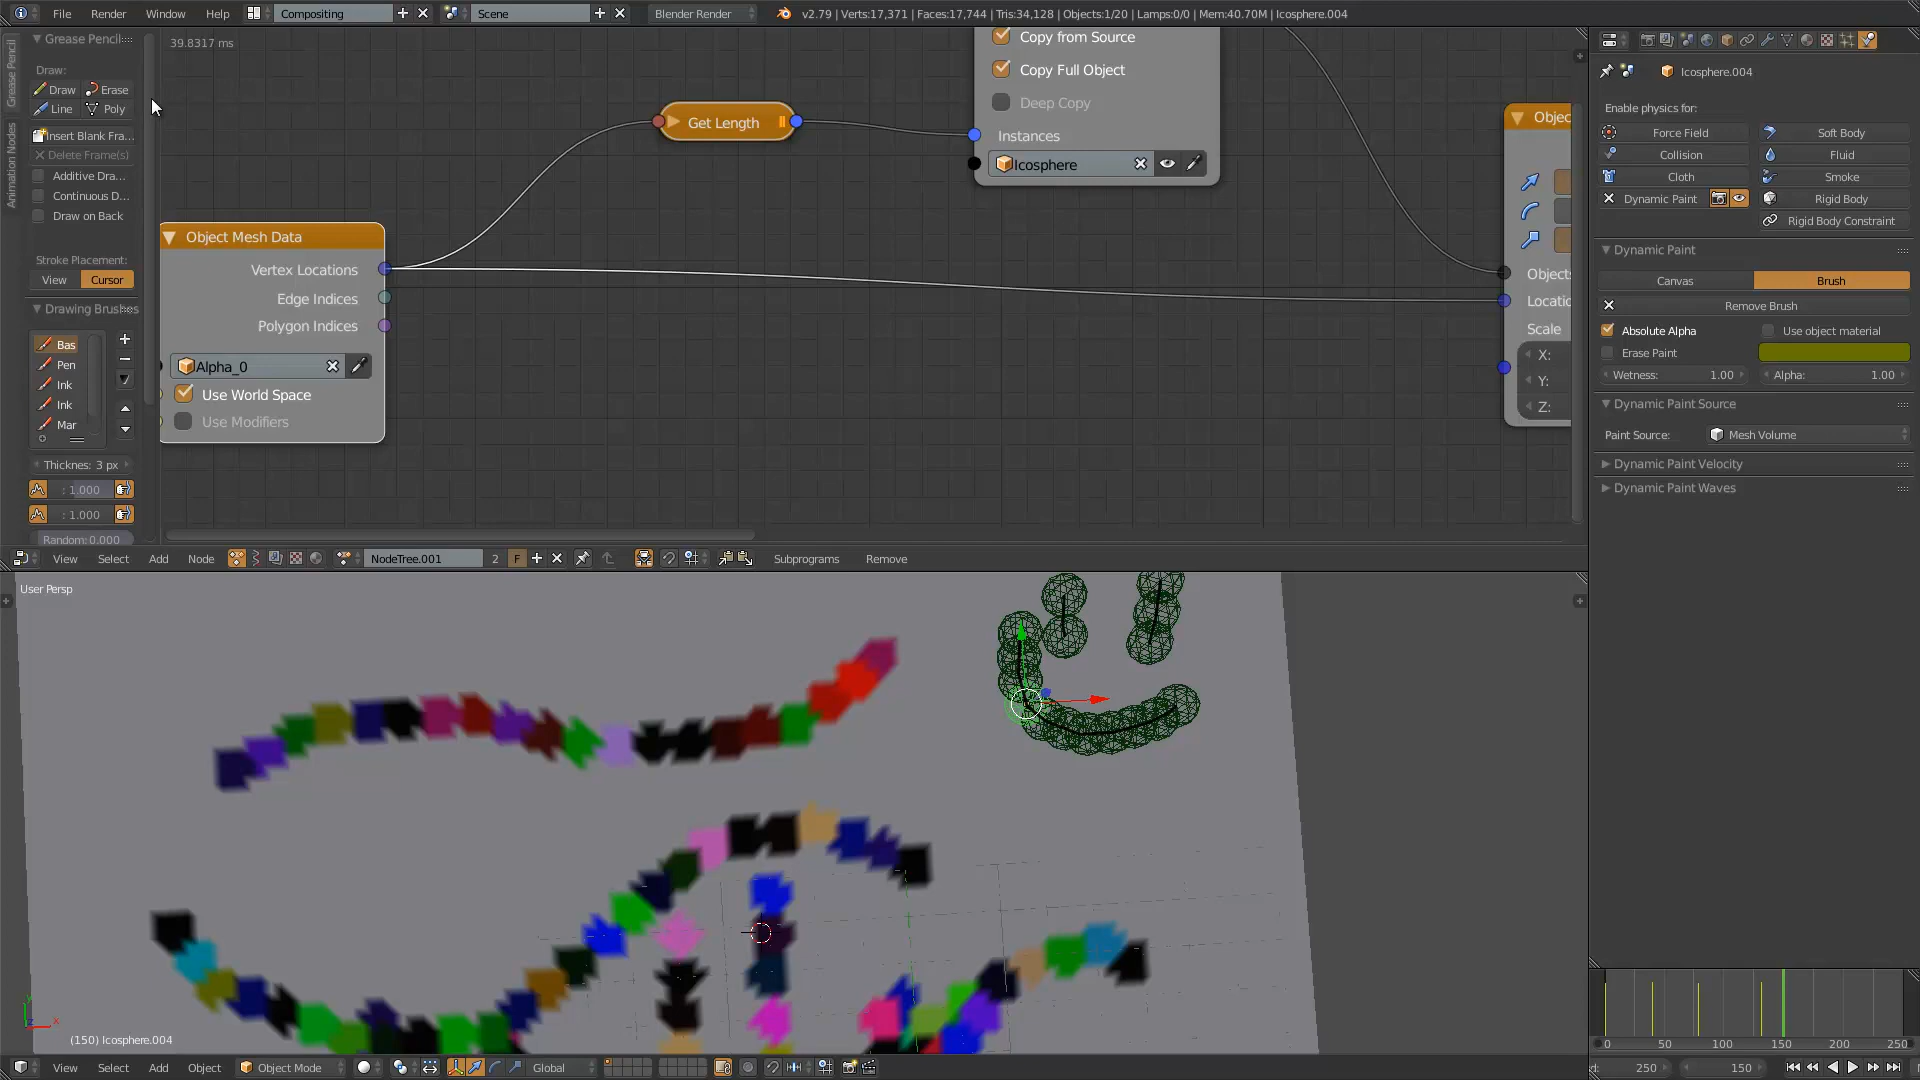 File Render Window Help Compositing Scene Blender Render v2.79 | Verts:17,371 | Faces:17,744 | Tris:34,128 | Objects:1/20 | Lamps:0/0 | Mem:40.70M | Icosphere.004
Grease Pencil
Animation Nodes
Grease Pencil
Draw:
Draw Erase
Line Poly
Insert Blank Fra...
Delete Frame(s)
Additive Dra...
Continuous D...
Draw on Back
Stroke Placement:
View Cursor
Drawing Brushes
Bas
Pen
Ink
Ink
Mar
Thicknes: 3 px
: 1.000
: 1.000
Random:0.000
39.8317 ms
Get Length
Copy from Source
Copy Full Object
Deep Copy
Instances
Icosphere
Object Mesh Data
Vertex Locations
Edge Indices
Polygon Indices
Alpha_0
Use World Space
Use Modifiers
Objec
Objects
Locatio
Scale
X:
Y:
Z:
View Select Add Node NodeTree.001 2 F Subprograms Remove
User Persp
(150) Icosphere.004
View Select Add Object Object Mode Global
Icosphere.004
Enable physics for:
Force Field Soft Body
Collision Fluid
Cloth Smoke
Dynamic Paint Rigid Body
Rigid Body Constraint
Dynamic Paint
Canvas Brush
Remove Brush
Absolute Alpha Use object material
Erase Paint
Wetness: 1.00 Alpha: 1.00
Dynamic Paint Source
Paint Source: Mesh Volume
Dynamic Paint Velocity
Dynamic Paint Waves
0 50 100 150 200 250
d: 250 150